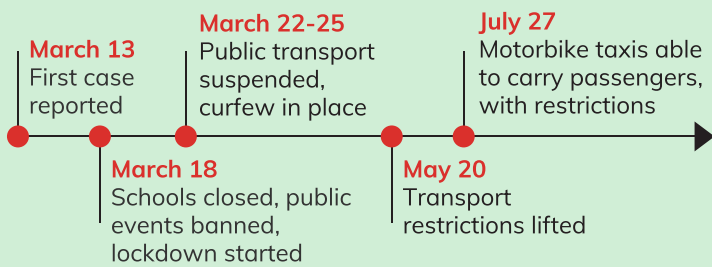 March 13
First case
reported
March 18
Schools closed, public
events banned,
lockdown started
March 22-25
Public transport
suspended,
curfew in place
May 20
Transport
restrictions lifted
July 27
Motorbike taxis able
to carry passengers,
with restrictions